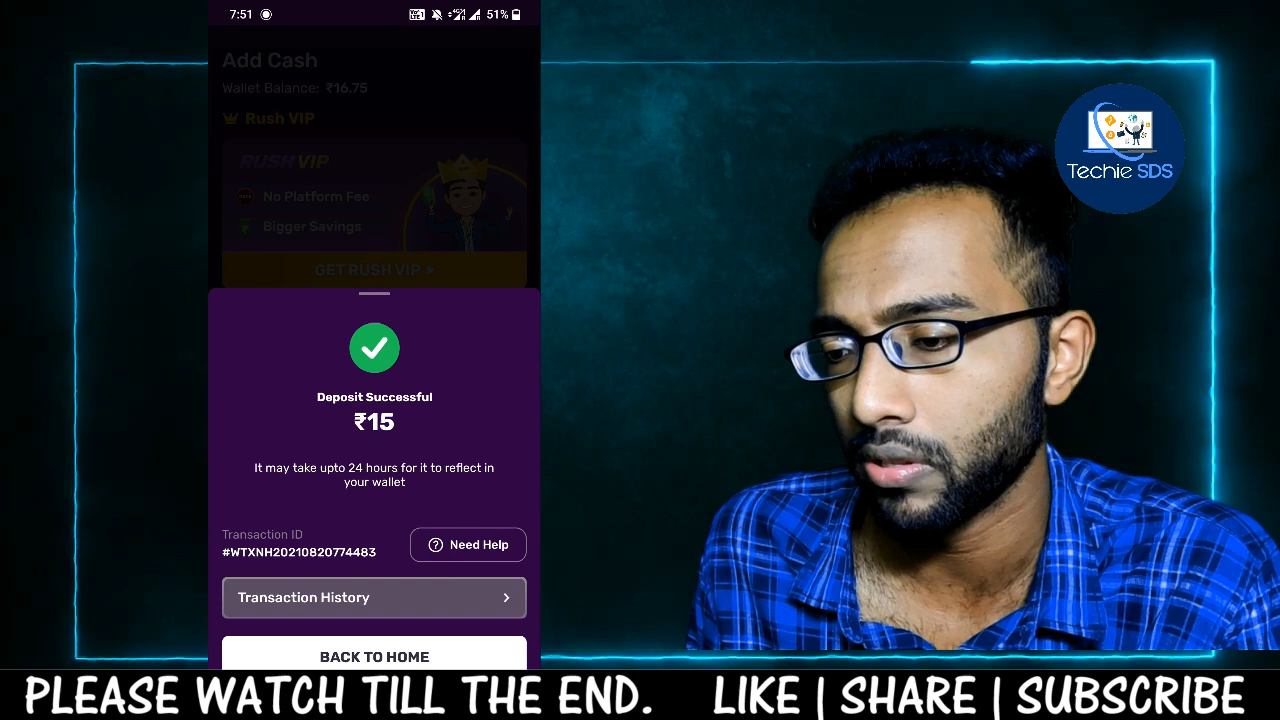 7:51
51%
Add Cash
Wallet Balance: ₹16.75
Rush VIP
RUSH VIP
No Platform Fee
Bigger Savings
GET RUSH VIP
Deposit Successful
₹15
It may take upto 24 hours for it to reflect in
your wallet
Transaction ID
#WTXNH20210820774483
Need Help
Transaction History
BACK TO HOME
Techie SDS
PLEASE WATCH TILL THE END. LIKE | SHARE | SUBSCRIBE